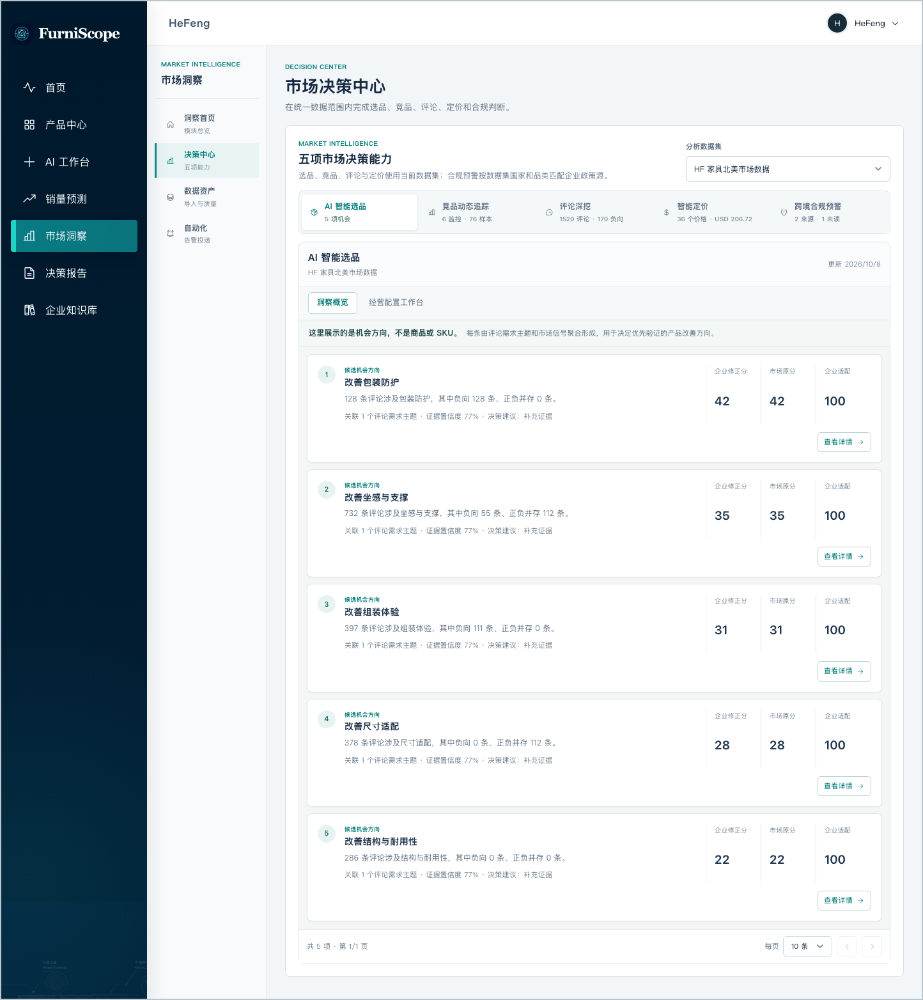 FurniScope
首页
产品中心
AI 工作台
销量预测
市场洞察
决策报告
企业知识库
HeFeng
H
HeFeng
MARKET INTELLIGENCE
市场洞察
洞察首页
模块总览
决策中心
五项能力
数据资产
导入与质量
自动化
告警投递
DECISION CENTER
市场决策中心
在统一数据范围内完成选品、竞品、评论、定价和合规判断。
MARKET INTELLIGENCE
五项市场决策能力
选品、竞品、评论与定价使用当前数据集；合规预警按数据集国家和品类匹配企业政策源。
分析数据集
HF 家具北美市场数据
AI 智能选品
5 项机会
竞品动态追踪
6 监控 · 76 样本
评论深挖
1520 评论 · 170 负向
智能定价
36 个价格 · USD 206.72
跨境合规预警
2 来源 · 1 未读
AI 智能选品
HF 家具北美市场数据
更新 2026/10/8
洞察概览
经营配置工作台
这里展示的是机会方向，不是商品或 SKU。 每条由评论需求主题和市场信号聚合形成，用于决定优先验证的产品改善方向。
1
候选机会方向
改善包装防护
128 条评论涉及包装防护，其中负向 128 条、正负并存 0 条。
关联 1 个评论需求主题 · 证据置信度 77% · 决策建议：补充证据
企业修正分 市场原分 企业适配
42 42 100
查看详情 →
2
候选机会方向
改善坐感与支撑
732 条评论涉及坐感与支撑，其中负向 55 条、正负并存 112 条。
关联 1 个评论需求主题 · 证据置信度 77% · 决策建议：补充证据
企业修正分 市场原分 企业适配
35 35 100
查看详情 →
3
候选机会方向
改善组装体验
397 条评论涉及组装体验，其中负向 111 条、正负并存 0 条。
关联 1 个评论需求主题 · 证据置信度 77% · 决策建议：补充证据
企业修正分 市场原分 企业适配
31 31 100
查看详情 →
4
候选机会方向
改善尺寸适配
378 条评论涉及尺寸适配，其中负向 0 条、正负并存 112 条。
关联 1 个评论需求主题 · 证据置信度 77% · 决策建议：补充证据
企业修正分 市场原分 企业适配
28 28 100
查看详情 →
5
候选机会方向
改善结构与耐用性
286 条评论涉及结构与耐用性，其中负向 0 条、正负并存 0 条。
关联 1 个评论需求主题 · 证据置信度 77% · 决策建议：补充证据
企业修正分 市场原分 企业适配
22 22 100
查看详情 →
共 5 项 · 第 1/1 页
每页 10 条